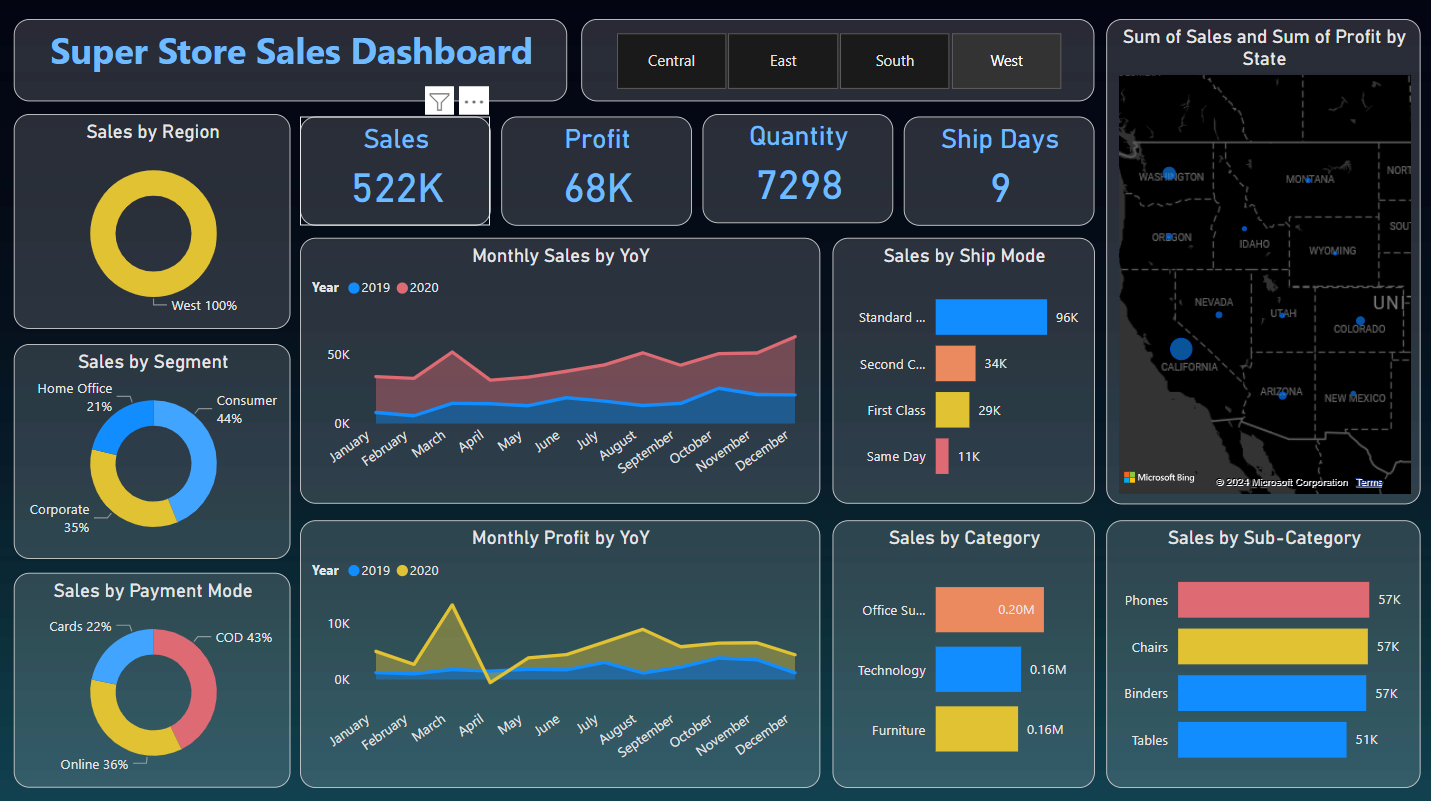 Super Store Sales Dashboard
Central
East
South
West
Sales by Region
West 100%
Sales
522K
Profit
68K
Quantity
7298
Ship Days
9
Sum of Sales and Sum of Profit by
State
WASHINGTON
MONTANA
NORT
OREGON
IDAHO
WYOMING
SOU
NEVADA
UTAH
UNI
COLORADO
CALIFORNIA
ARIZONA
NEW MEXICO
Microsoft Bing
© 2024 Microsoft Corporation Terms
Sales by Segment
Home Office
21%
Consumer
44%
Corporate
35%
Monthly Sales by YoY
Year 2019 2020
50K
0K
January
February
March
April
May
June
July
August
September
October
November
December
Sales by Ship Mode
Standard ... 96K
Second C... 34K
First Class 29K
Same Day 11K
Sales by Payment Mode
Cards 22%
COD 43%
Online 36%
Monthly Profit by YoY
Year 2019 2020
10K
0K
January
February
March
April
May
June
July
August
September
October
November
December
Sales by Category
Office Su... 0.20M
Technology 0.16M
Furniture 0.16M
Sales by Sub-Category
Phones 57K
Chairs 57K
Binders 57K
Tables 51K